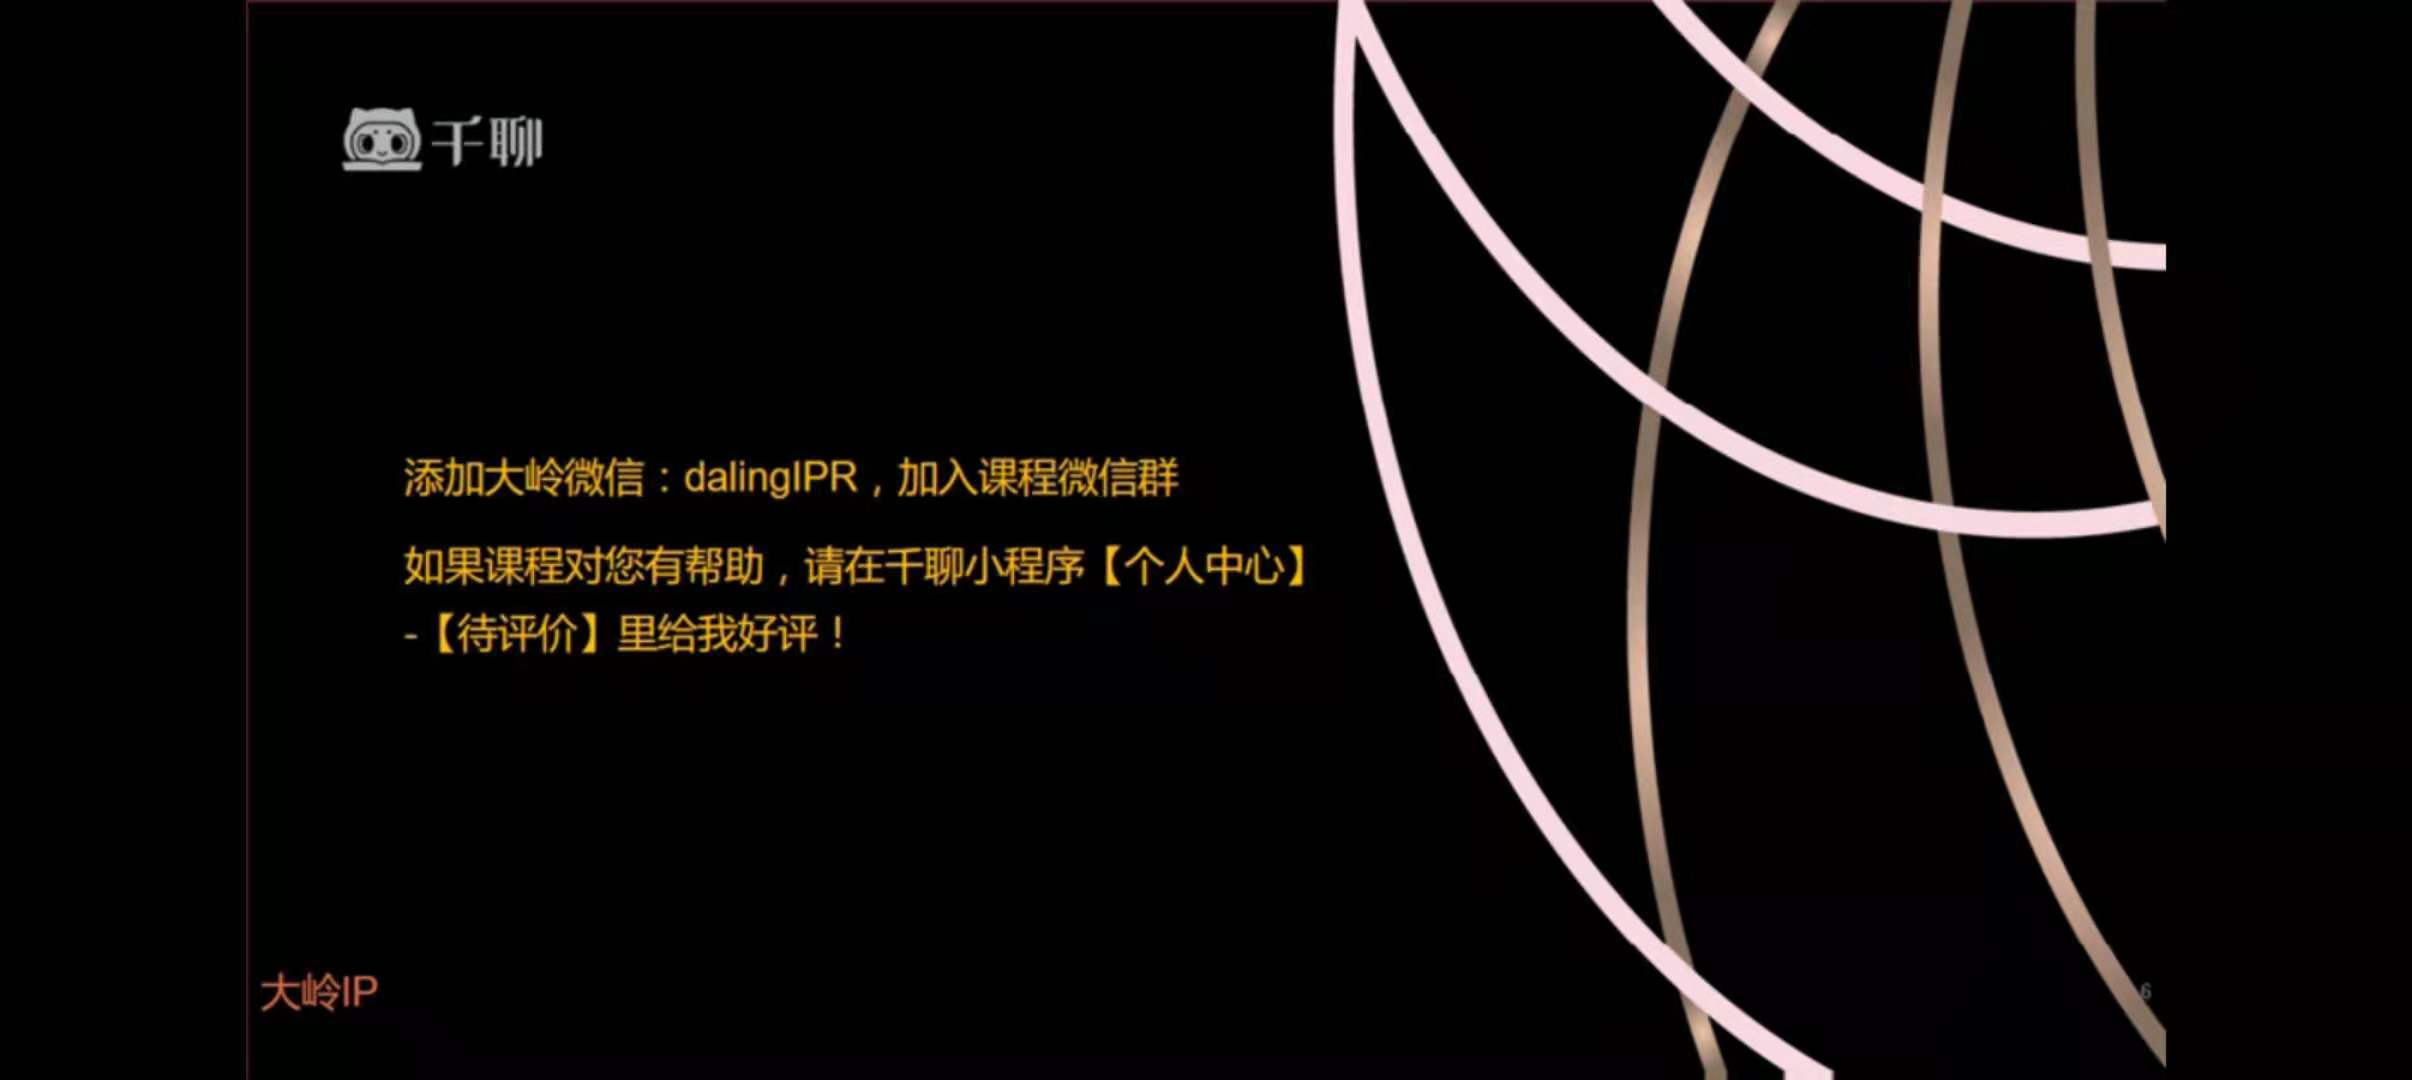 千聊
添加大岭微信：dalingIPR，加入课程微信群
如果课程对您有帮助，请在千聊小程序【个人中心】
-【待评价】里给我好评！
大岭IP
6